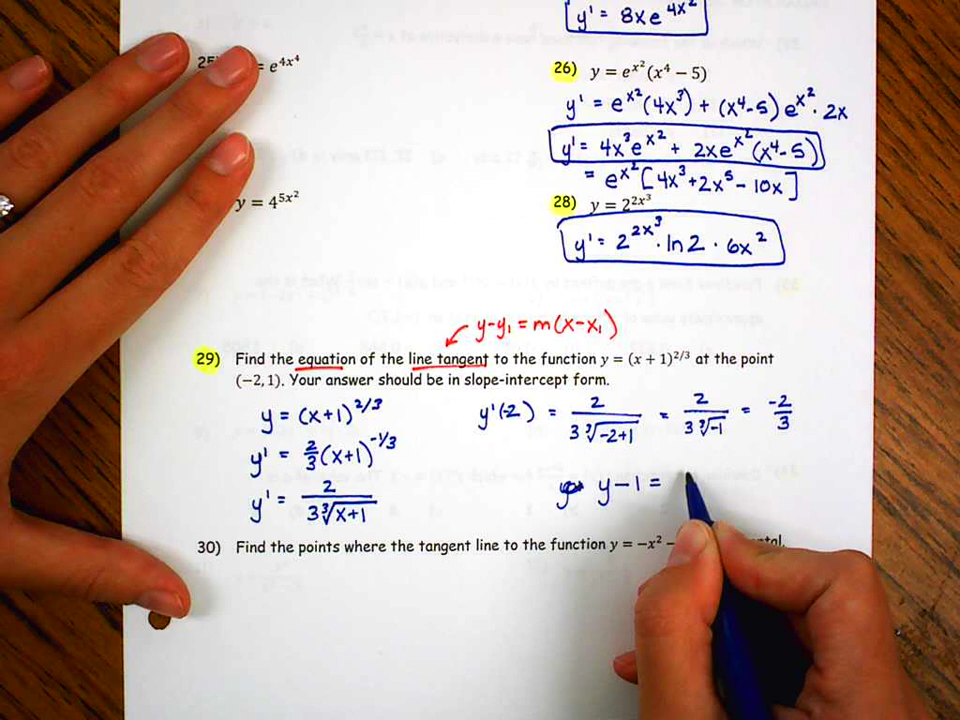 y' = 8xe^{4x^2}
25) = e^{4x^4}
26) y = e^{x^2}(x^4 − 5)
y' = e^{x^2}(4x^3) + (x^4-5) e^{x^2} · 2x
y' = 4x^3e^{x^2} + 2xe^{x^2}(x^4-5)
= e^{x^2}[4x^3+2x^5-10x]
y = 4^{5x^2}
28) y = 2^{2x^3}
y' = 2^{2x^3} · ln2 · 6x^2
y-y_1 = m(x-x_1)
29) Find the equation of the line tangent to the function y = (x + 1)^{2/3} at the point
(−2, 1). Your answer should be in slope-intercept form.
y = (x+1)^{2/3}
y' = 2/3(x+1)^{-1/3}
y' = 2/(3∛(x+1))
y'(-2) = 2/(3∛(-2+1)) = 2/(3∛-1) = -2/3
y-1 =
30) Find the points where the tangent line to the function y = −x^2 −